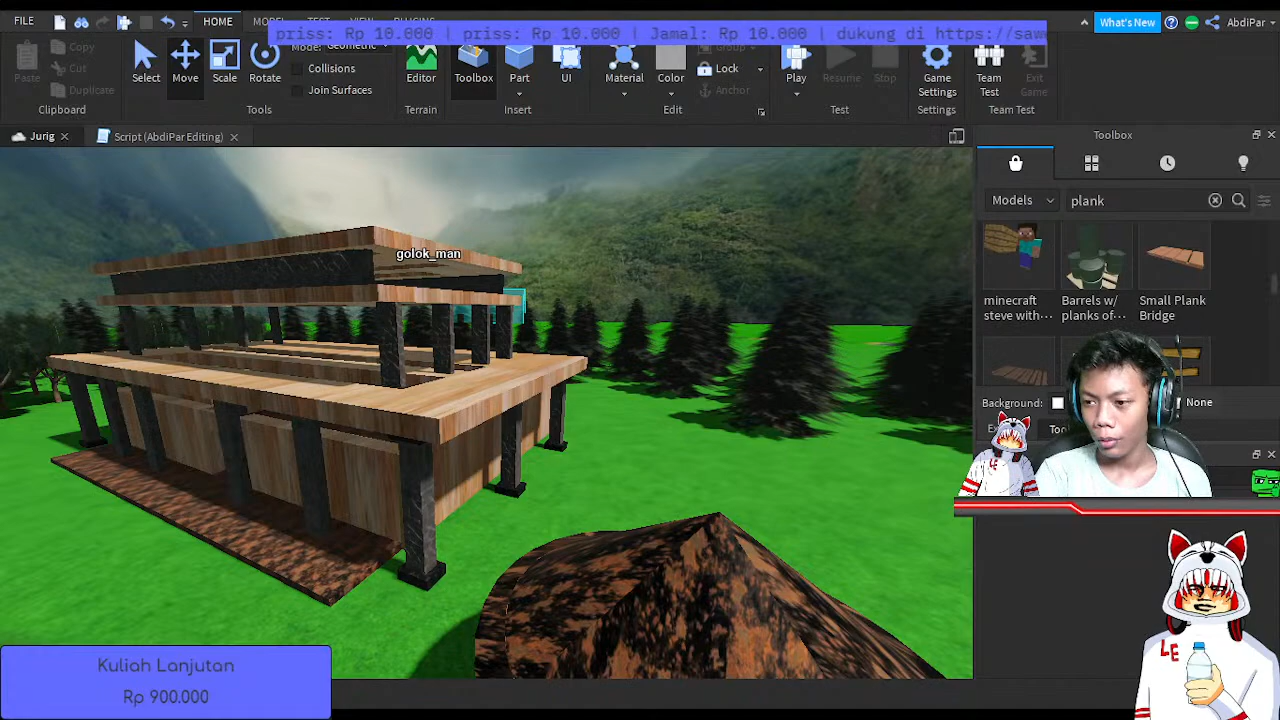 FILE
HOME
PLUGINS
priss: Rp 10.000 | priss: Rp 10.000 | Jamal: Rp 10.000 | dukung di https://saw
What's New
AbdiPar
Paste
Copy
Cut
Duplicate
Clipboard
Select
Move
Scale
Rotate
Mode: Geometric
Collisions
Join Surfaces
Tools
Editor
Terrain
Toolbox
Part
UI
Insert
Material
Color
Group
Lock
Anchor
Edit
Play
Resume
Stop
Test
Game
Settings
Settings
Team
Test
Exit
Game
Team Test
Jurig
Script (AbdiPar Editing)
Toolbox
Models
plank
golok_man
minecraft
steve with...
Barrels w/
planks of...
Small Plank
Bridge
Background:
None
LE
LE
Kuliah Lanjutan
Rp 900.000